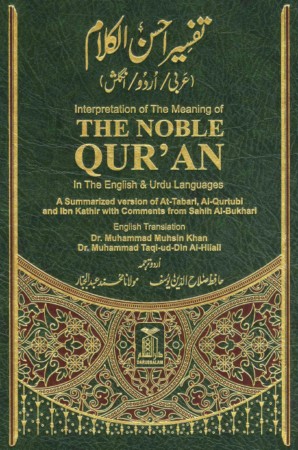 تفسیر احسن الکلام
(عربی/اردو/انگلش)
Interpretation of The Meaning of
THE NOBLE
QUR'AN
In The English & Urdu Languages
A Summarized version of At-Tabari, Al-Qurtubi
and Ibn Kathir with Comments from Sahih Al-Bukhari
English Translation
Dr. Muhammad Muhsin Khan
Dr. Muhammad Taqi-ud-Din Al-Hilali
اردو ترجمہ
حافظ صلاح الدین یوسف مولانا محمد عبدالجبار
DARUSSALAM